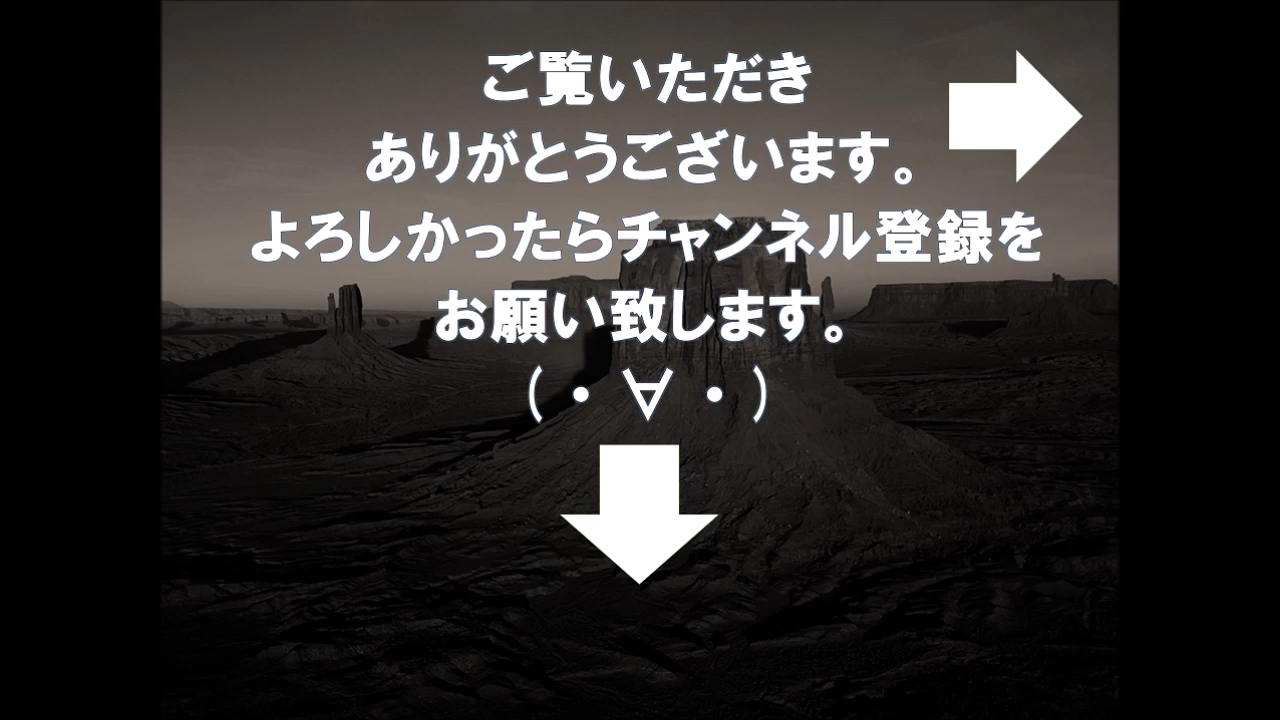 ご覧いただき
ありがとうございます。
よろしかったらチャンネル登録を
お願い致します。
(・∀・)